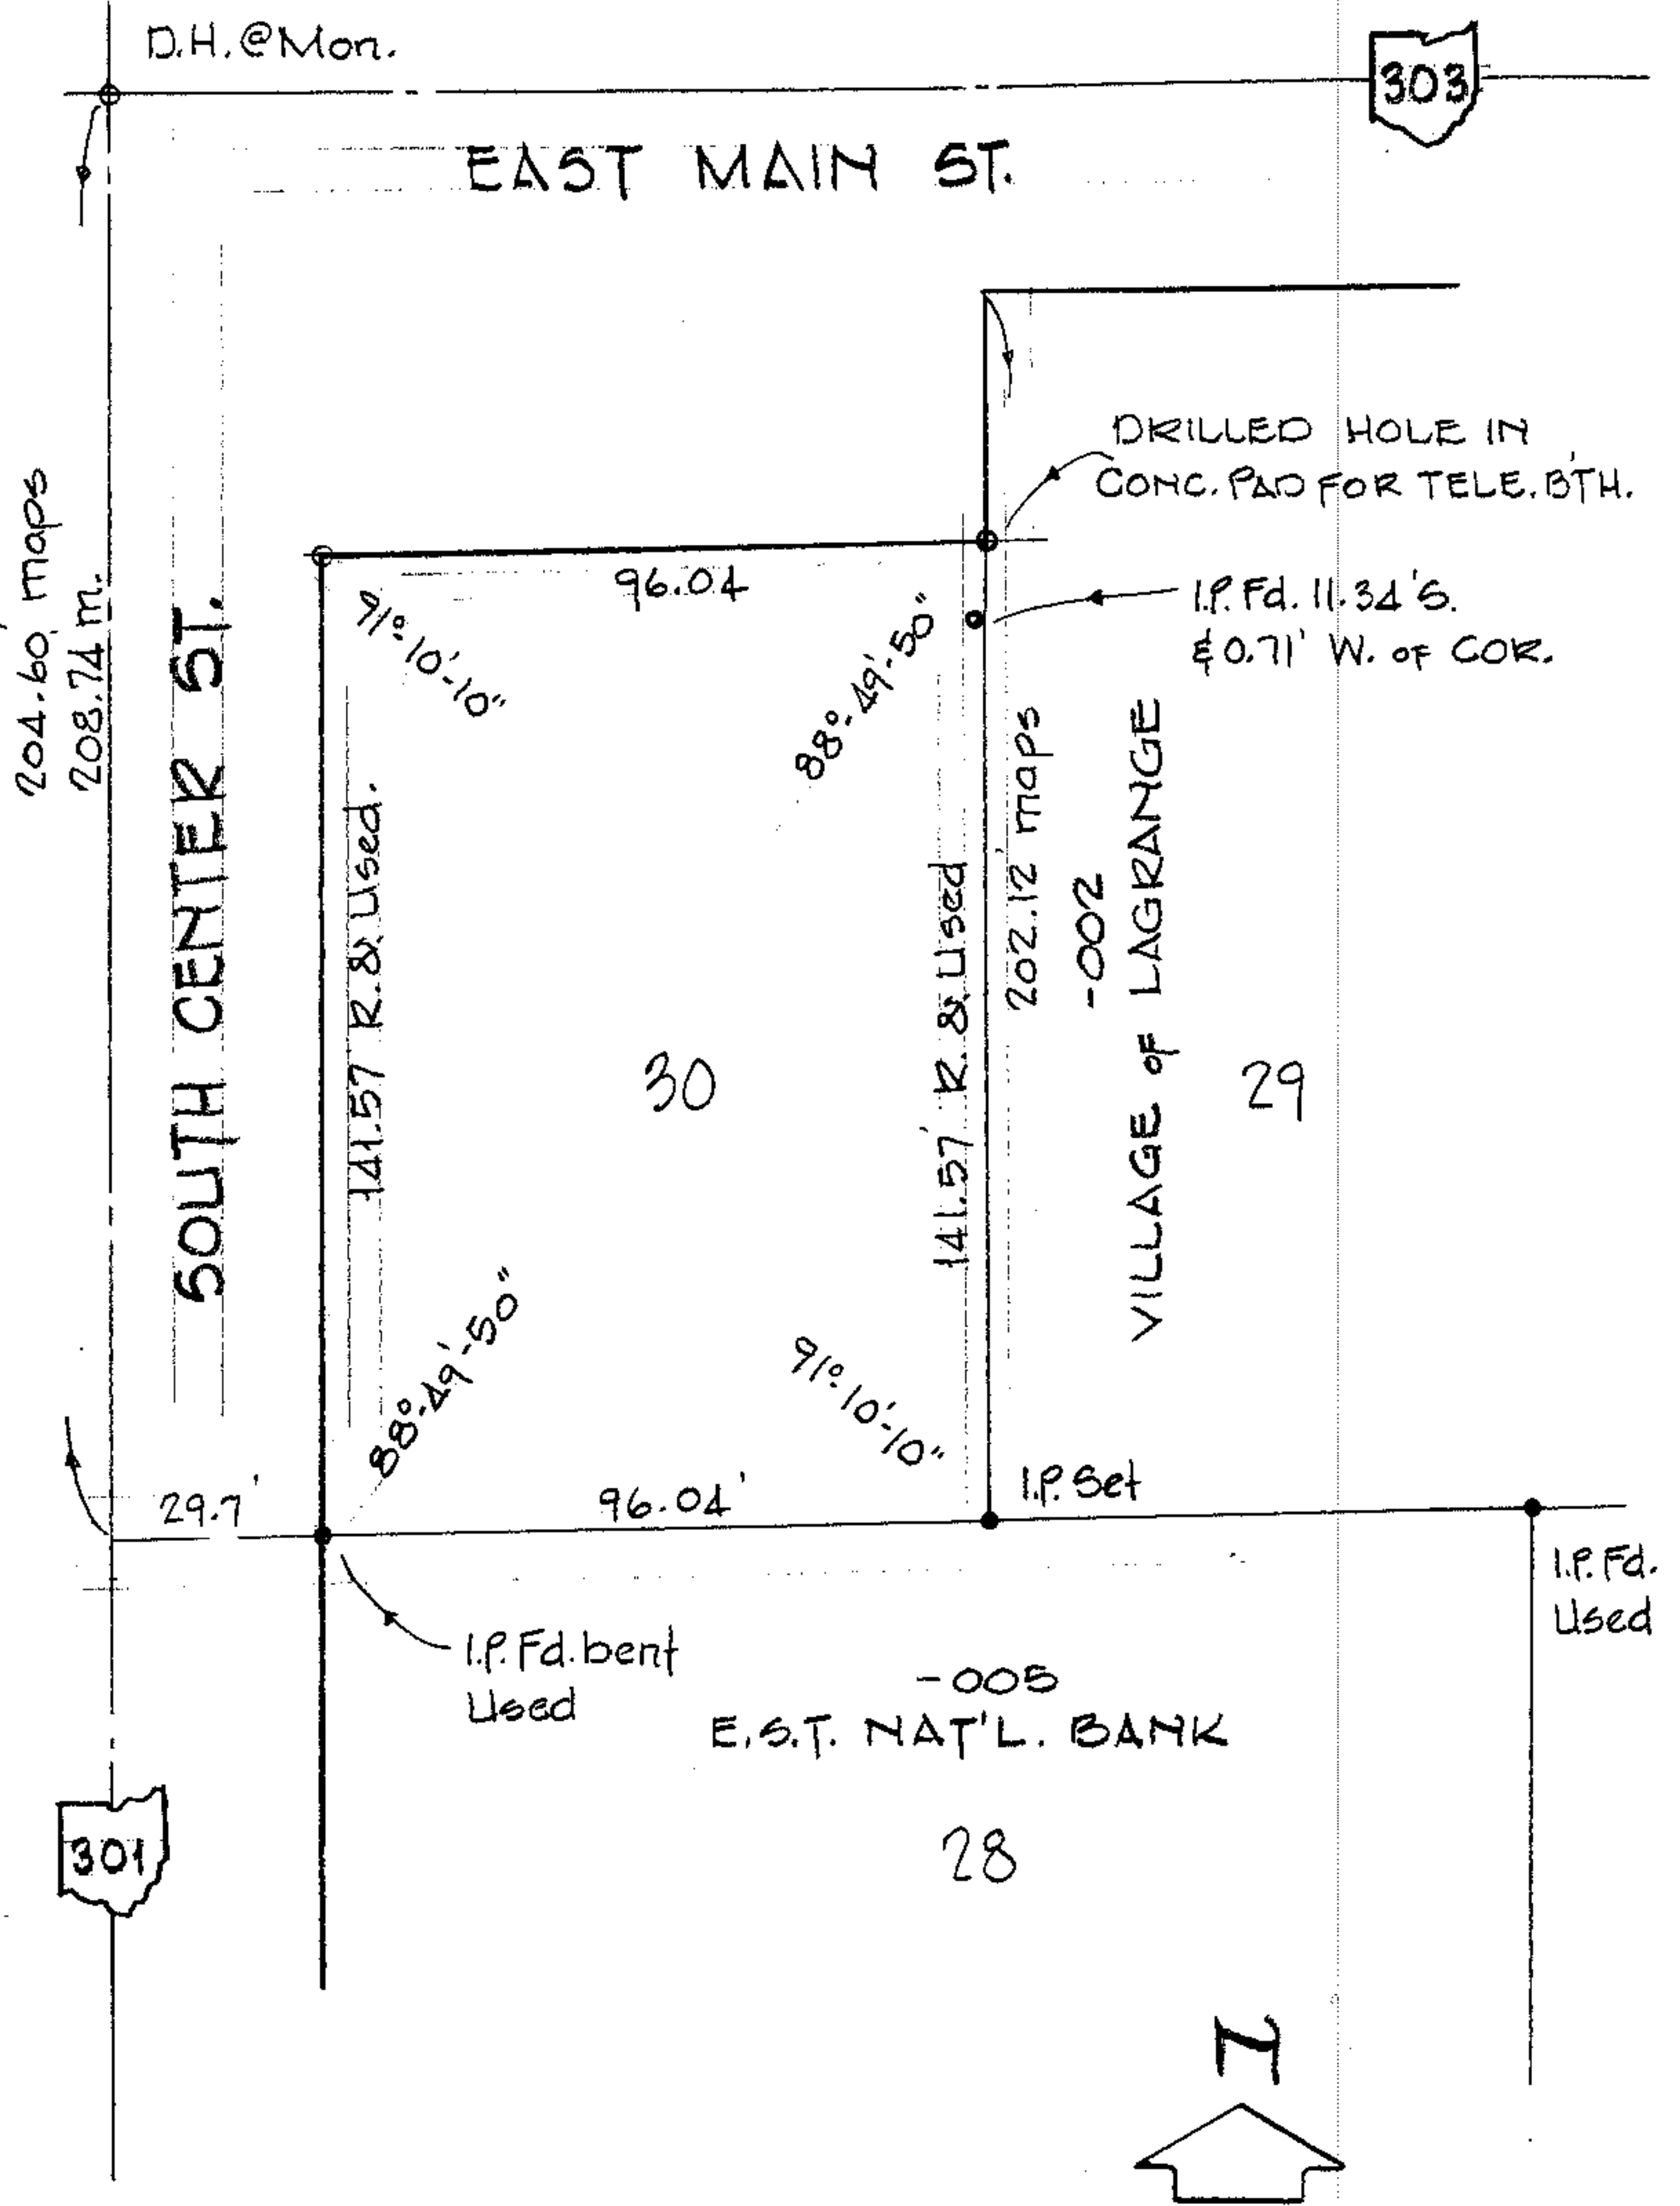 D.H. @ Mon.
303
EAST MAIN ST.
DRILLED HOLE IN
CONC. PAD FOR TELE. B'TH.
204.60' maps
208.74 m.
SOUTH CENTER ST.
96.04
91°-10'-10"
88°-49'-50"
I.P. Fd. 11.34' S.
& 0.71' W. OF COR.
141.57 R. & Used.
141.57' R. & Used
202.12' maps
-002
VILLAGE OF LAGRANGE
30
29
88°-49'-50"
91°-10'-10"
29.7'
96.04'
I.P. Set
I.P. Fd.
Used
I.P. Fd. bent
Used
-005
E.S.T. NAT'L. BANK
301
28
N